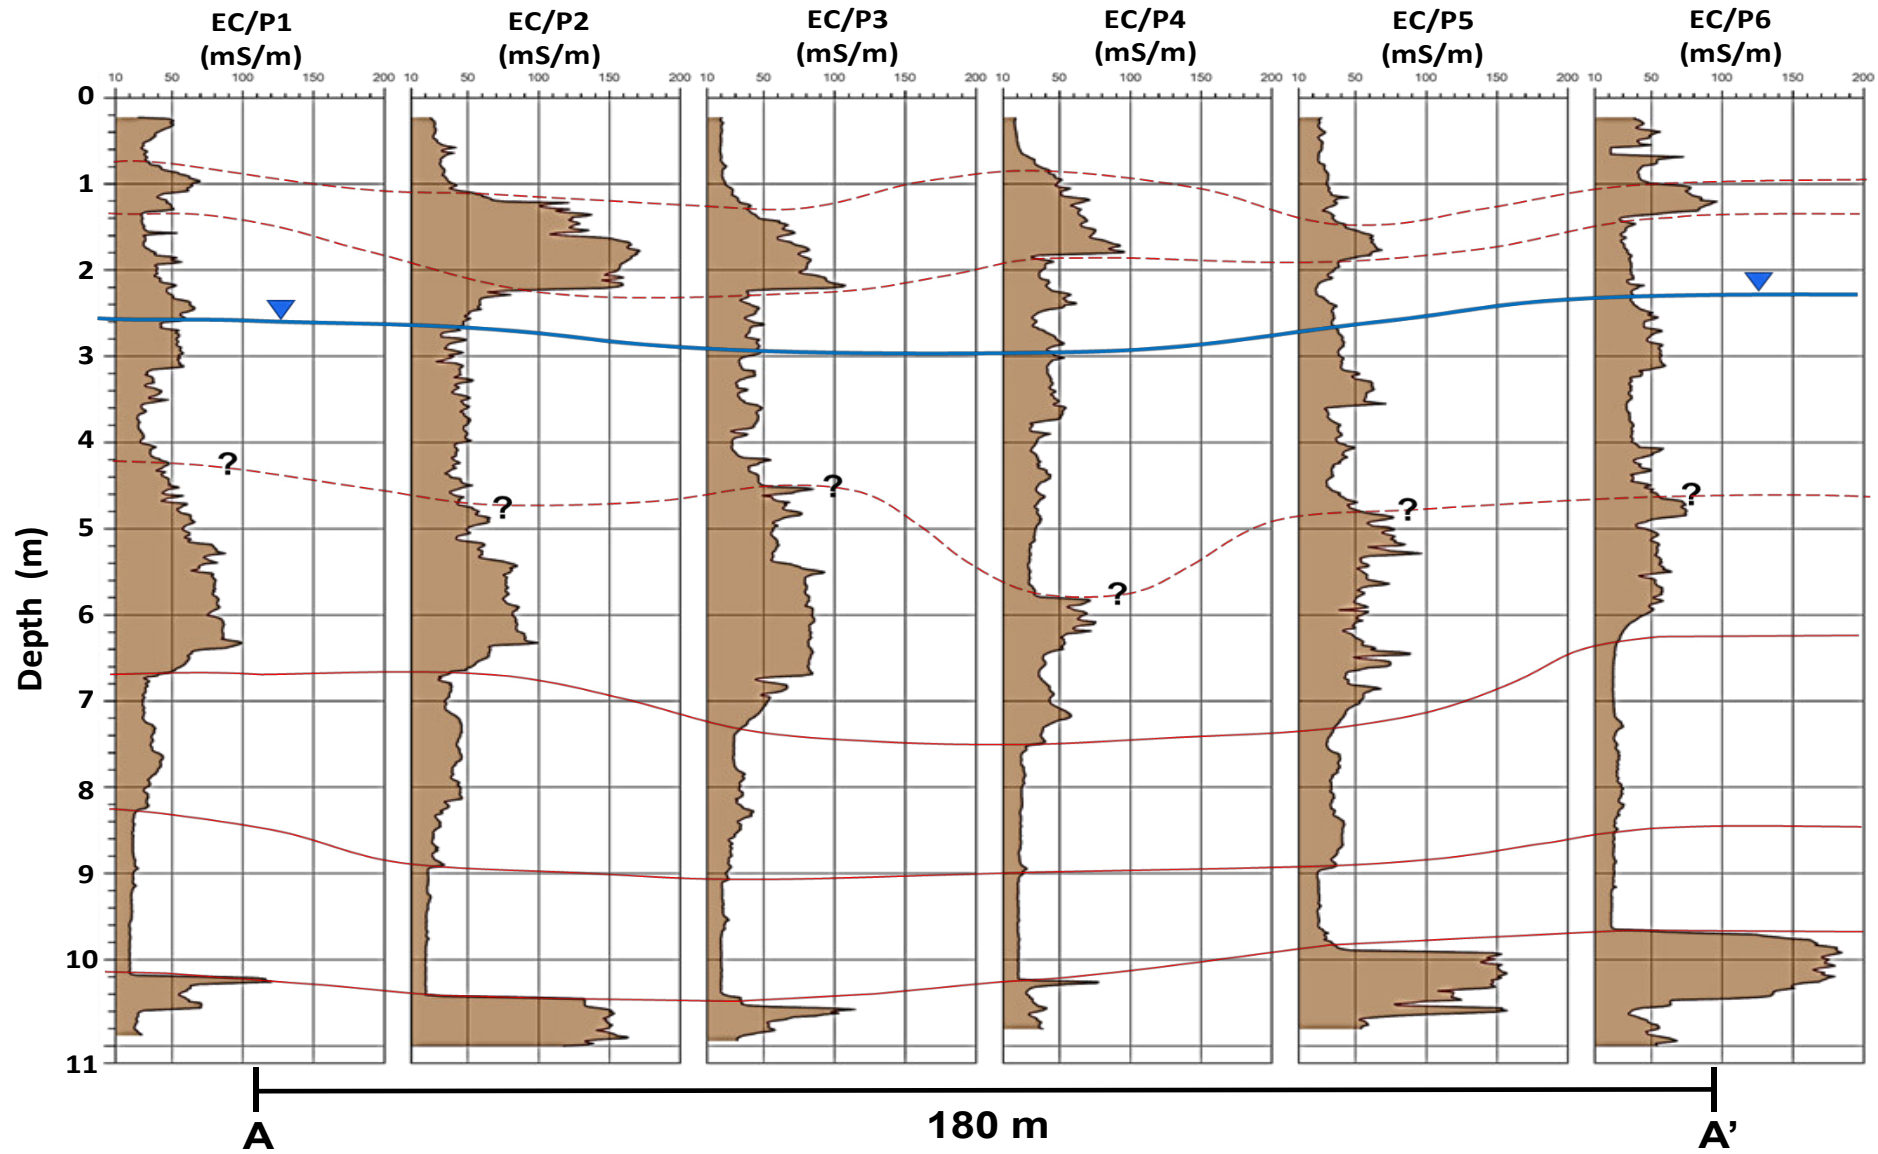 EC/P1 EC/P2 EC/P3 EC/P4 EC/P5 EC/P6
(mS/m) (mS/m) (mS/m) (mS/m) (mS/m) (mS/m)
10 50 100 150 200 10 50 100 150 200 10 50 100 150 200 10 50 100 150 200 10 50 100 150 200 10 50 100 150 200
0
1
2
3
4
? ? ? ? ?
5
?
6
7
8
9
10
11
Depth (m)
180 m
A A’